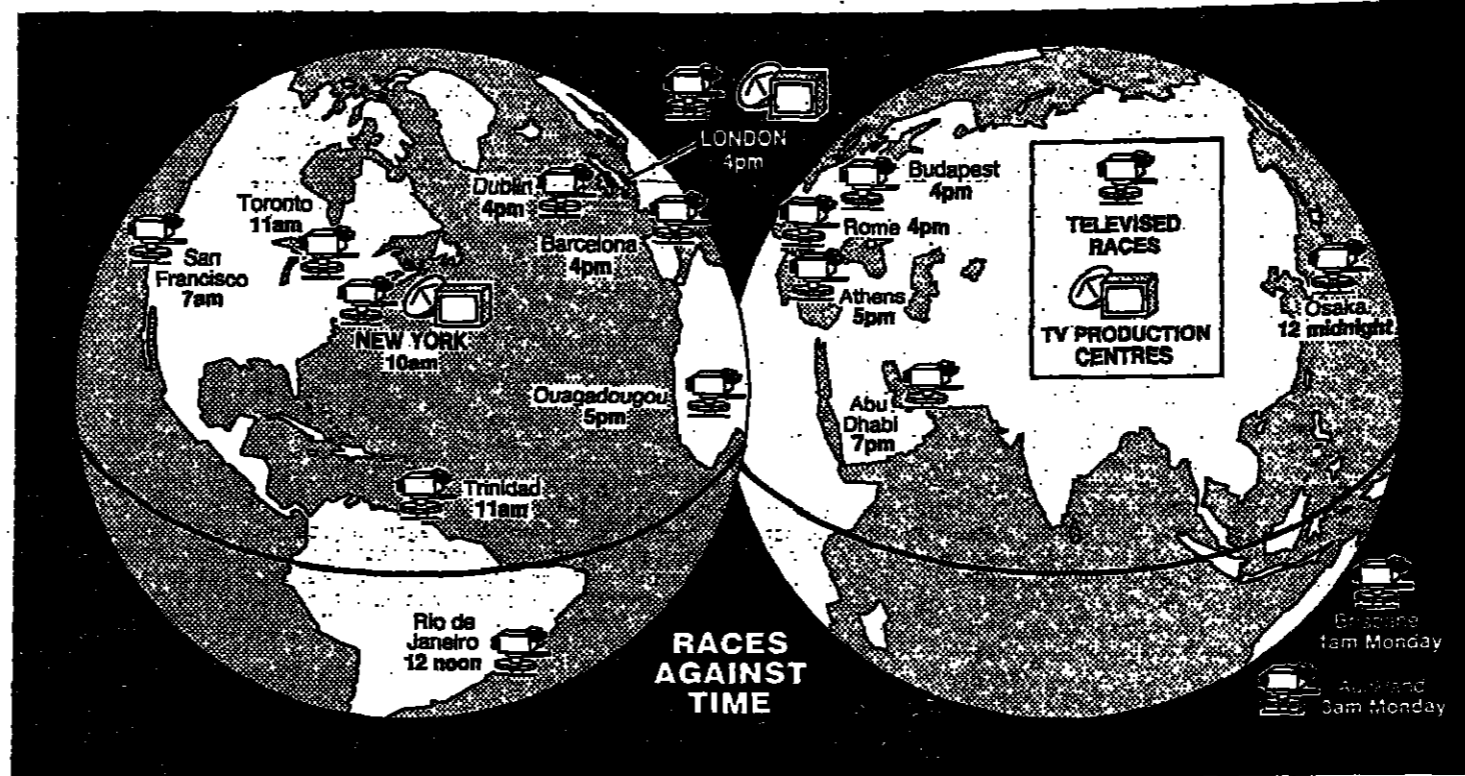 LONDON
4pm
Dublin
4pm
Toronto
11am
San
Francisco
7am
Barcelona
4pm
NEW YORK
10am
Ouagadougou
5pm
Trinidad
11am
Rio de
Janeiro
12 noon
RACES
AGAINST
TIME
Budapest
4pm
Rome 4pm
Athens
5pm
Abu
Dhabi
7pm
TELEVISED
RACES
TV PRODUCTION
CENTRES
Osaka
12 midnight
Brisbane
1am Monday
Auckland
3am Monday